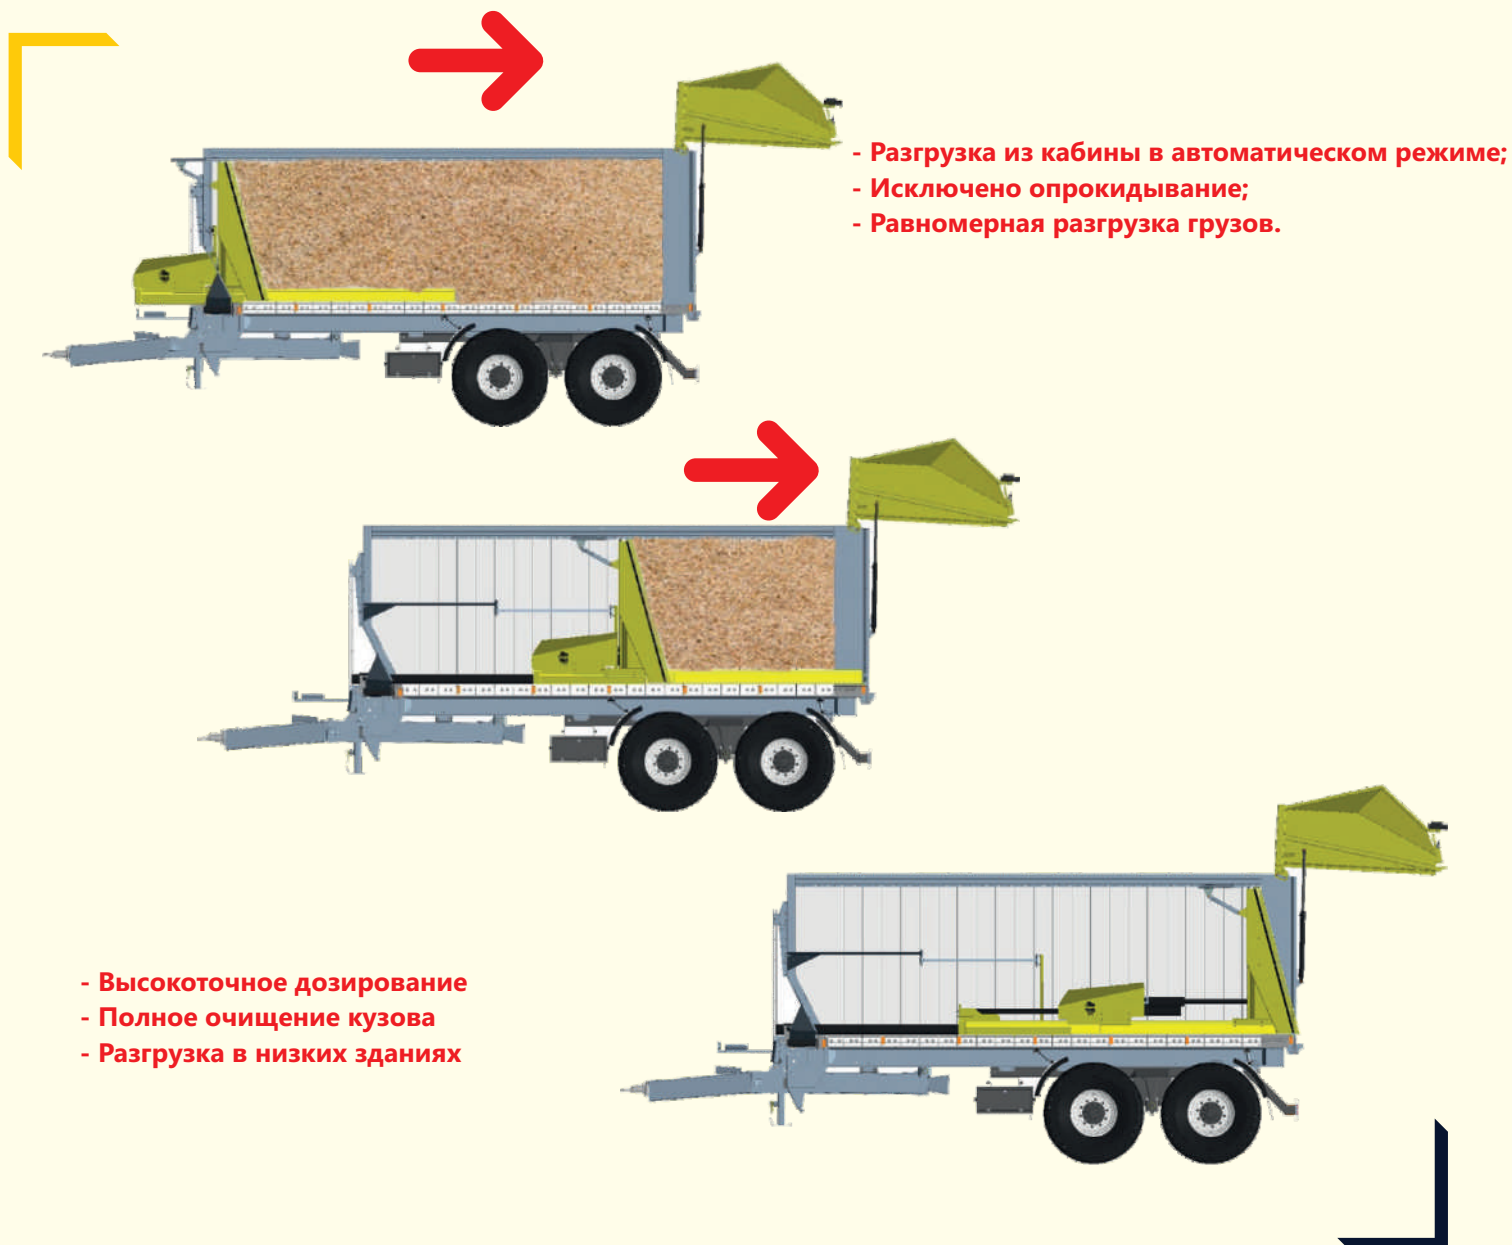 - Разгрузка из кабины в автоматическом режиме;
- Исключено опрокидывание;
- Равномерная разгрузка грузов.
- Высокоточное дозирование
- Полное очищение кузова
- Разгрузка в низких зданиях